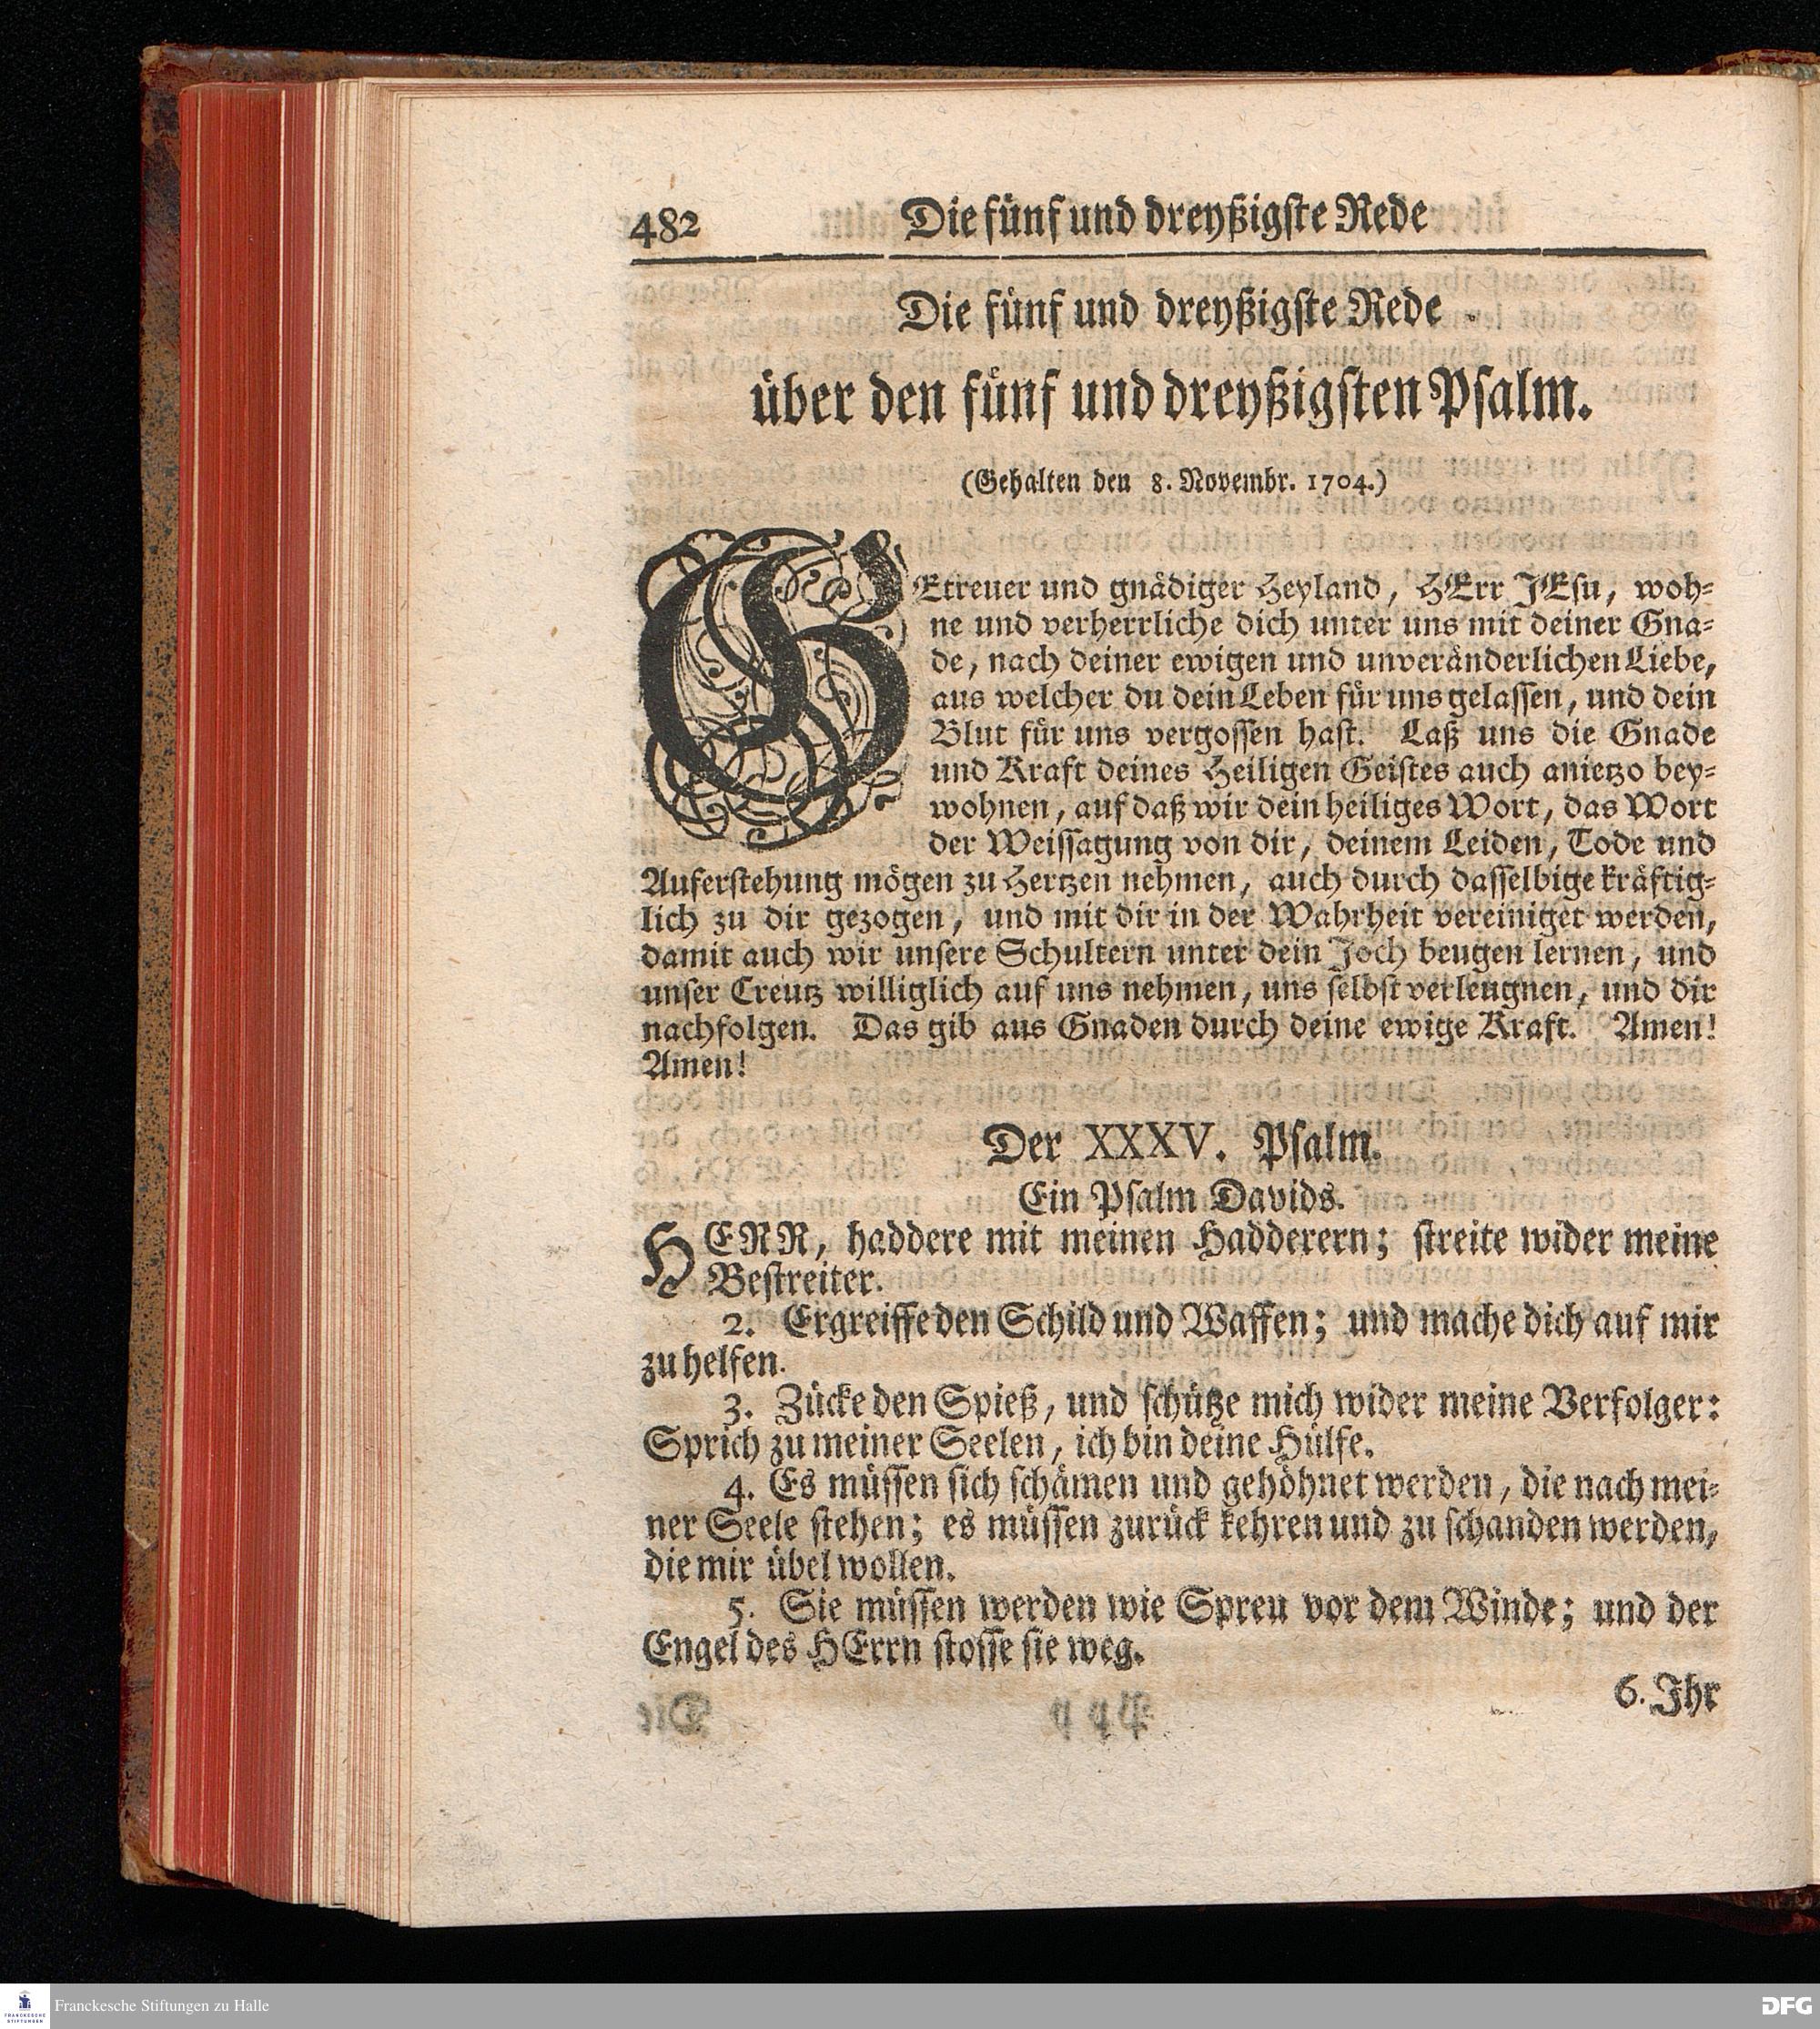 482 Die fünf und dreyßigste Rede
Die fünf und dreyßigste Rede
über den fünf und dreyßigsten Psalm.
(Gehalten den 8. Novembr. 1704.)
GEtreuer und gnädiger Heyland, HErr JEsu, woh-
ne und verherrliche dich unter uns mit deiner Gna-
de, nach deiner ewigen und unveränderlichen Liebe,
aus welcher du dein Leben für uns gelassen, und dein
Blut für uns vergossen hast. Laß uns die Gnade
und Kraft deines Heiligen Geistes auch anietzo bey-
wohnen, auf daß wir dein heiliges Wort, das Wort
der Weissagung von dir, deinem Leiden, Tode und
Auferstehung mögen zu Hertzen nehmen, auch durch dasselbige kräftig-
lich zu dir gezogen, und mit dir in der Wahrheit vereiniget werden,
damit auch wir unsere Schultern unter dein Joch beugen lernen, und
unser Creutz williglich auf uns nehmen, uns selbst verleugnen, und dir
nachfolgen. Das gib aus Gnaden durch deine ewige Kraft. Amen!
Amen!
Der XXXV. Psalm.
Ein Psalm Davids.
HERR, haddere mit meinen Hadderern; streite wider meine
Bestreiter.
2. Ergreiffe den Schild und Waffen; und mache dich auf mir
zu helfen.
3. Zücke den Spieß, und schütze mich wider meine Verfolger:
Sprich zu meiner Seelen, ich bin deine Hülfe.
4. Es müssen sich schämen und gehöhnet werden, die nach mei-
ner Seele stehen; es müssen zurück kehren und zu schanden werden,
die mir übel wollen.
5. Sie müssen werden wie Spreu vor dem Winde; und der
Engel des HErrn stosse sie weg.
6. Ihr
FRANCKESCHE STIFTUNGEN
Franckesche Stiftungen zu Halle
DFG